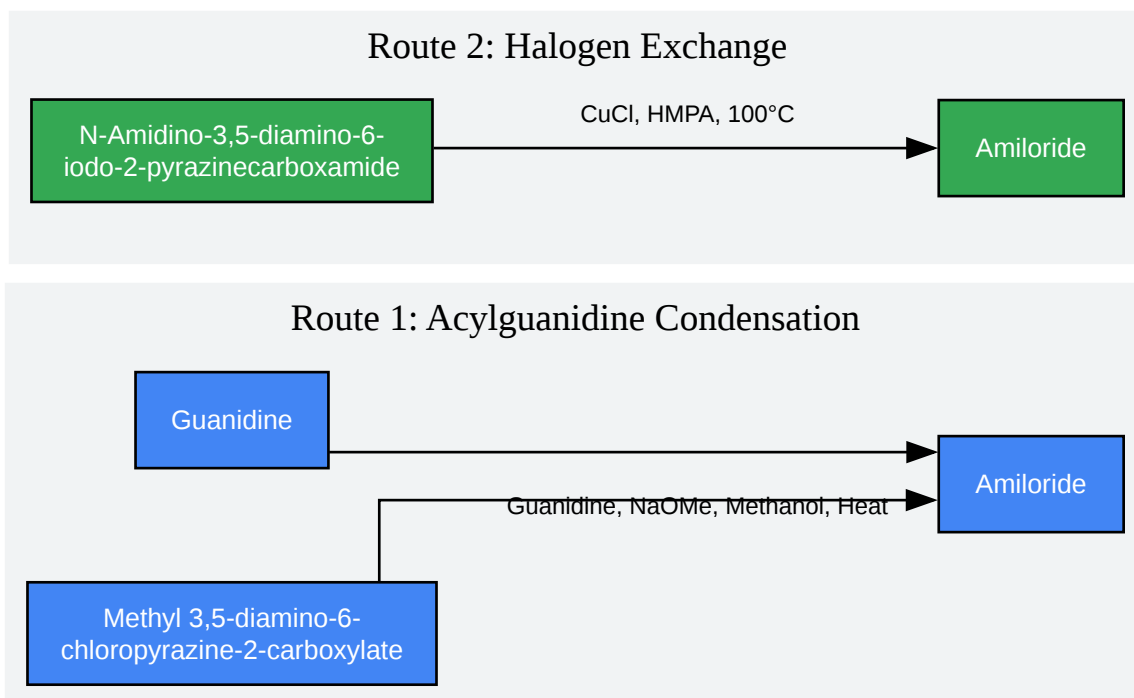 Route 2: Halogen Exchange
N-Amidino-3,5-diamino-6-
iodo-2-pyrazinecarboxamide
CuCl, HMPA, 100°C
Amiloride
Route 1: Acylguanidine Condensation
Guanidine
Amiloride
Guanidine, NaOMe, Methanol, Heat
Methyl 3,5-diamino-6-
chloropyrazine-2-carboxylate